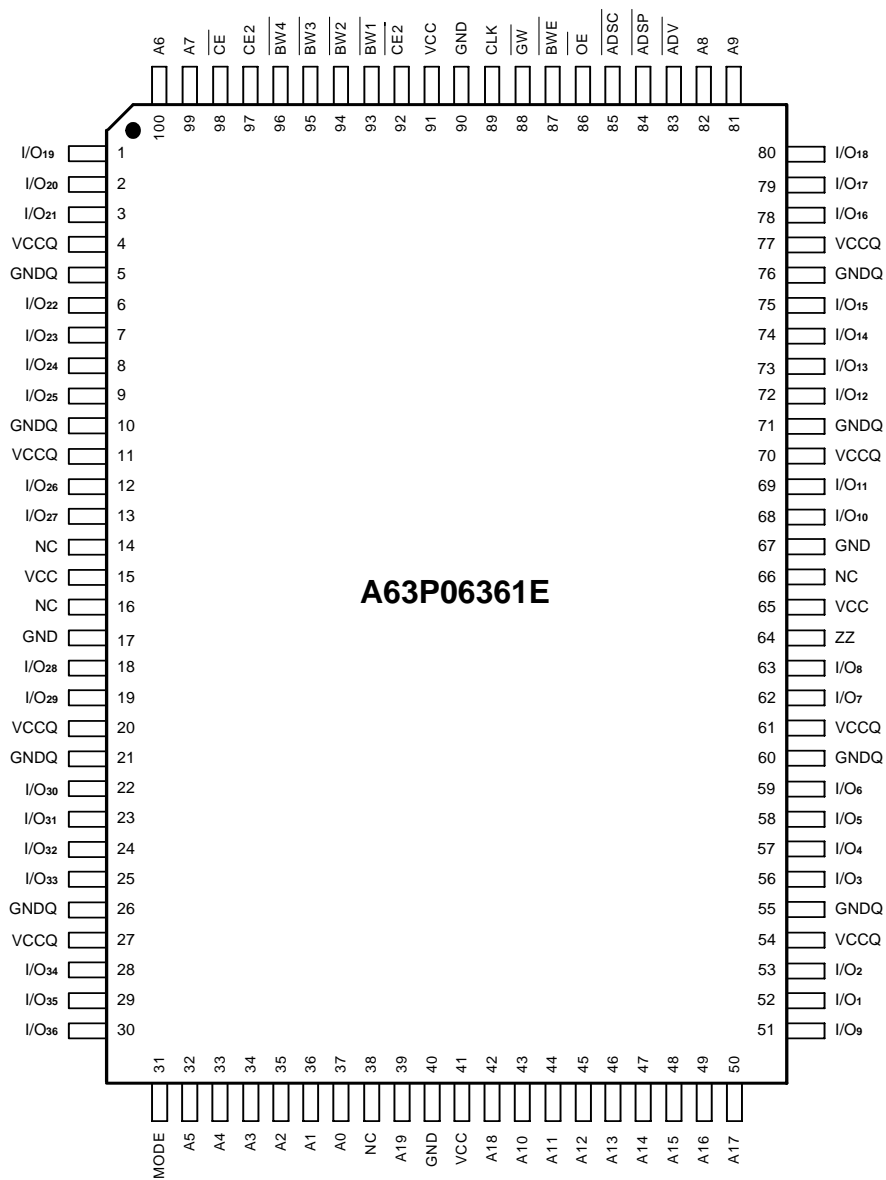 A6 A7 CE CE2 BW4 BW3 BW2 BW1 CE2 VCC GND CLK GW BWE OE ADSC ADSP ADV A8 A9
100 99 98 97 96 95 94 93 92 91 90 89 88 87 86 85 84 83 82 81
I/O19 1 80 I/O18
I/O20 2 79 I/O17
I/O21 3 78 I/O16
VCCQ 4 77 VCCQ
GNDQ 5 76 GNDQ
I/O22 6 75 I/O15
I/O23 7 74 I/O14
I/O24 8 73 I/O13
I/O25 9 72 I/O12
GNDQ 10 71 GNDQ
VCCQ 11 70 VCCQ
I/O26 12 69 I/O11
I/O27 13 68 I/O10
NC 14 67 GND
VCC 15 66 NC
A63P06361E
NC 16 65 VCC
GND 17 64 ZZ
I/O28 18 63 I/O8
I/O29 19 62 I/O7
VCCQ 20 61 VCCQ
GNDQ 21 60 GNDQ
I/O30 22 59 I/O6
I/O31 23 58 I/O5
I/O32 24 57 I/O4
I/O33 25 56 I/O3
GNDQ 26 55 GNDQ
VCCQ 27 54 VCCQ
I/O34 28 53 I/O2
I/O35 29 52 I/O1
I/O36 30 51 I/O9
31 32 33 34 35 36 37 38 39 40 41 42 43 44 45 46 47 48 49 50
MODE A5 A4 A3 A2 A1 A0 NC A19 GND VCC A18 A10 A11 A12 A13 A14 A15 A16 A17